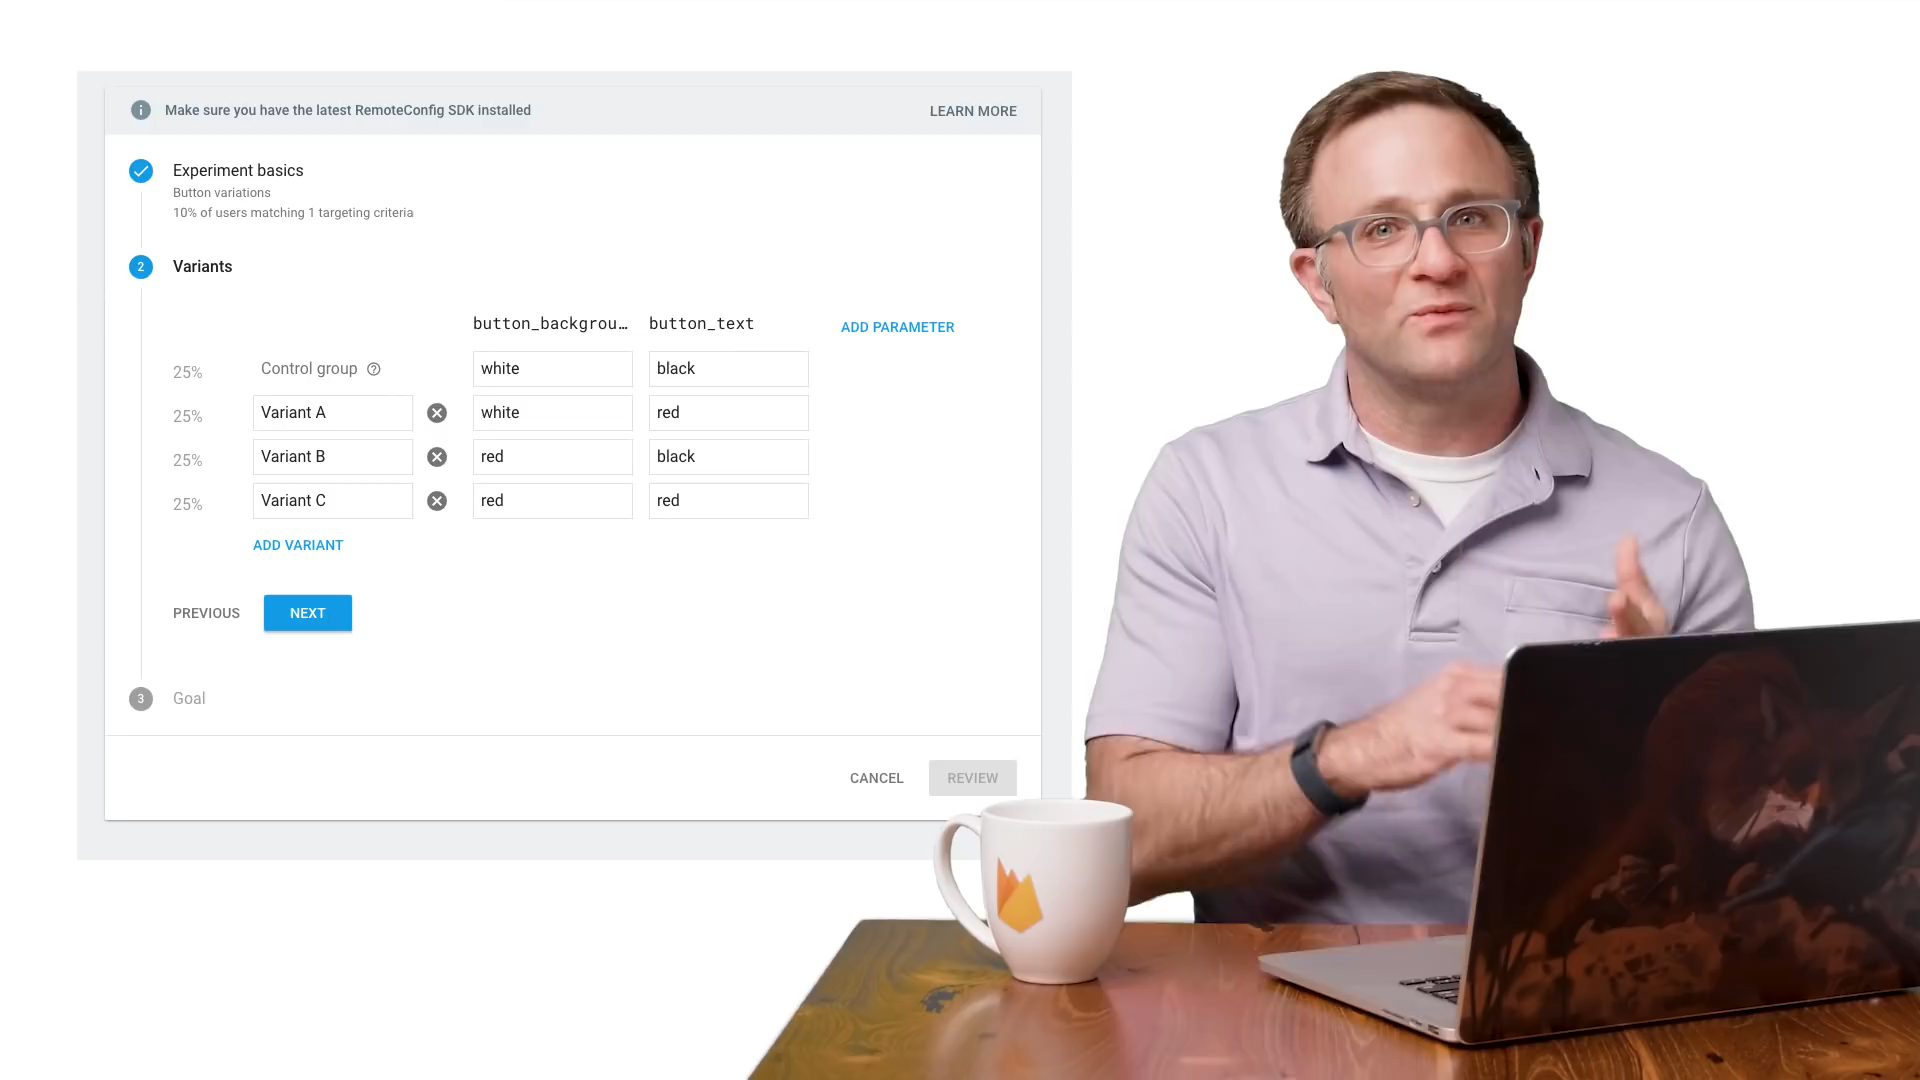 Make sure you have the latest RemoteConfig SDK installed
LEARN MORE
Experiment basics
Button variations
10% of users matching 1 targeting criteria
2 Variants
button_backgrou… button_text ADD PARAMETER
25% Control group white black
25% Variant A white red
25% Variant B red black
25% Variant C red red
ADD VARIANT
PREVIOUS NEXT
3 Goal
CANCEL REVIEW